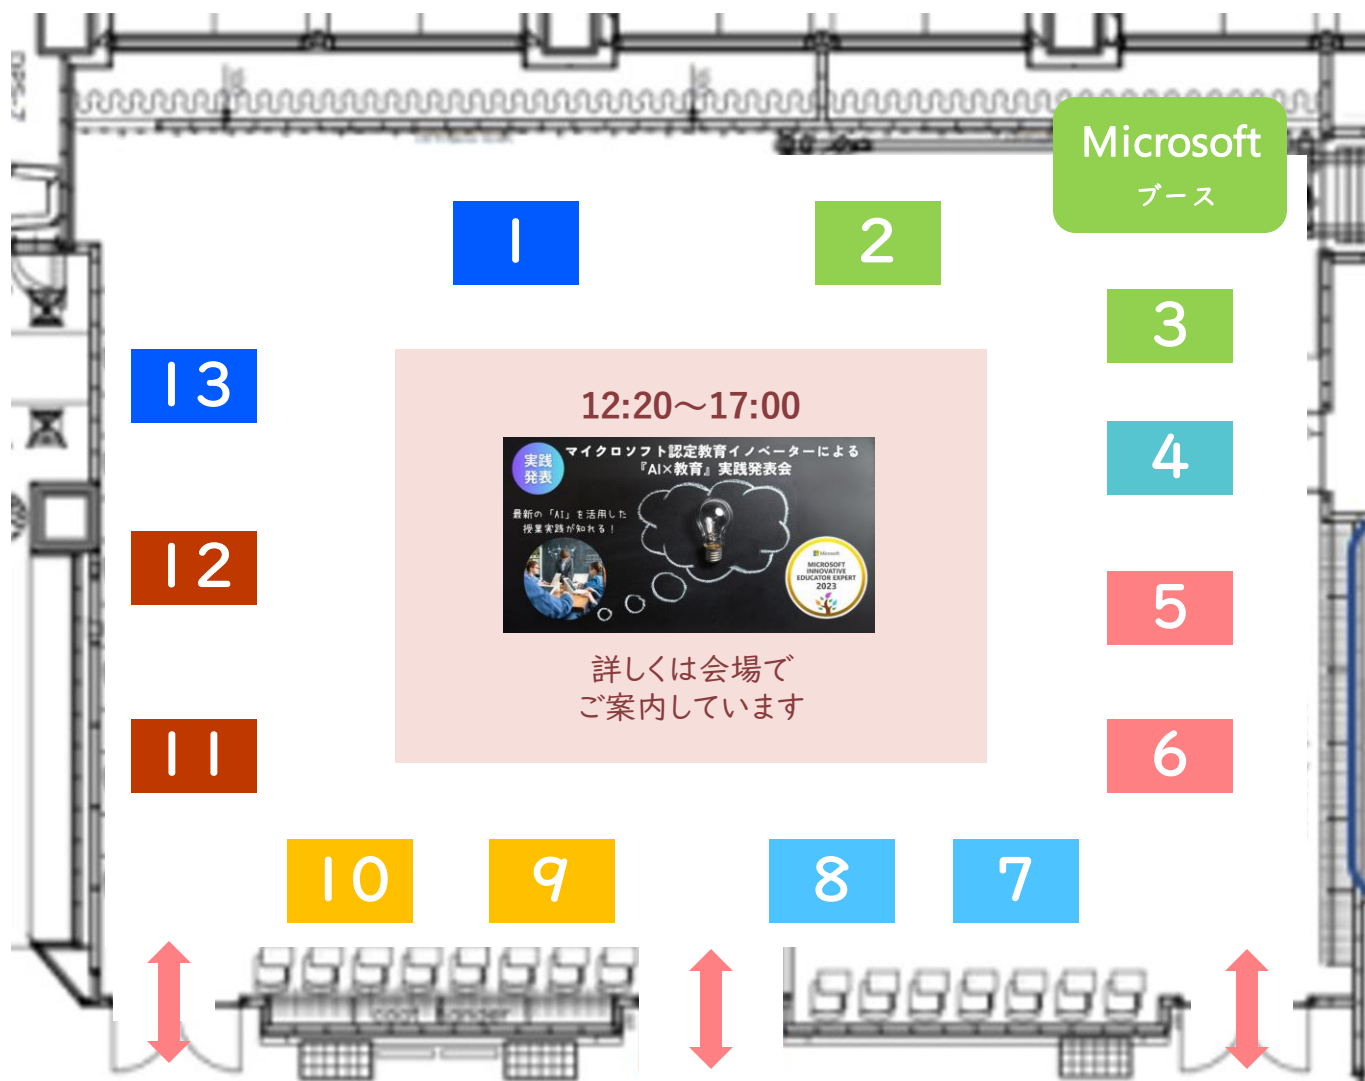 Microsoft
ブース
1
2
3
13
12:20～17:00
実践
発表
マイクロソフト認定教育イノベーターによる
『AI×教育』実践発表会
最新の「AI」を活用した
授業実践が知れる！
Microsoft
MICROSOFT
INNOVATIVE
EDUCATOR EXPERT
2023
4
12
5
詳しくは会場で
ご案内しています
11
6
10
9
8
7
coat hanger